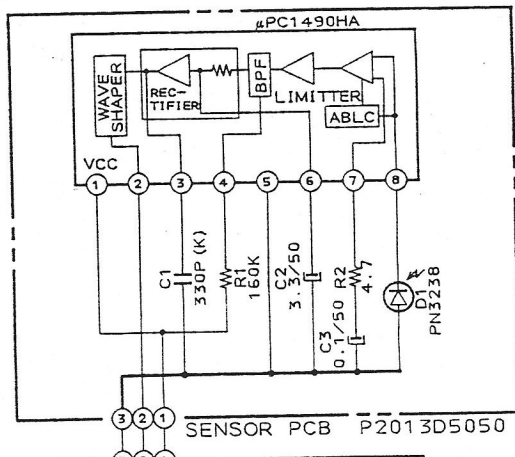 μPC1490HA
WAVE
SHAPER
REC-
TIFIER
BPF
LIMITTER
ABLC
VCC
1 2 3 4 5 6 7 8
C1
330P (K)
R1
160K
C2
3.3/50
R2
4.7
C3
0.1/50
D1
PN3238
3 2 1
SENSOR PCB P2013D5050